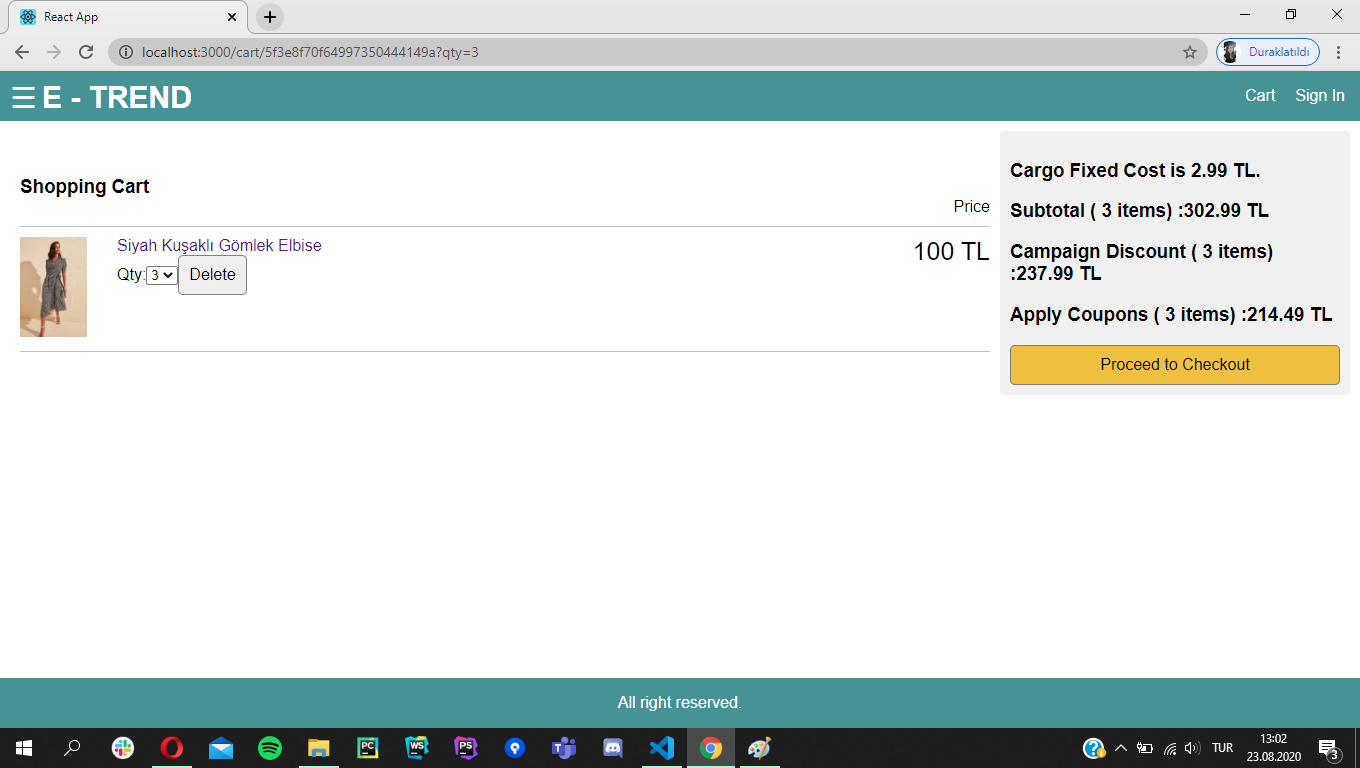 React App
localhost:3000/cart/5f3e8f70f64997350444149a?qty=3
Duraklatıldı
☰ E - TREND
Cart
Sign In
Shopping Cart
Price
Siyah Kuşaklı Gömlek Elbise
100 TL
Qty:
3
Delete
Cargo Fixed Cost is 2.99 TL.
Subtotal ( 3 items) :302.99 TL
Campaign Discount ( 3 items)
:237.99 TL
Apply Coupons ( 3 items) :214.49 TL
Proceed to Checkout
All right reserved.
PC
WS
PS
TUR
13:02
23.08.2020
3